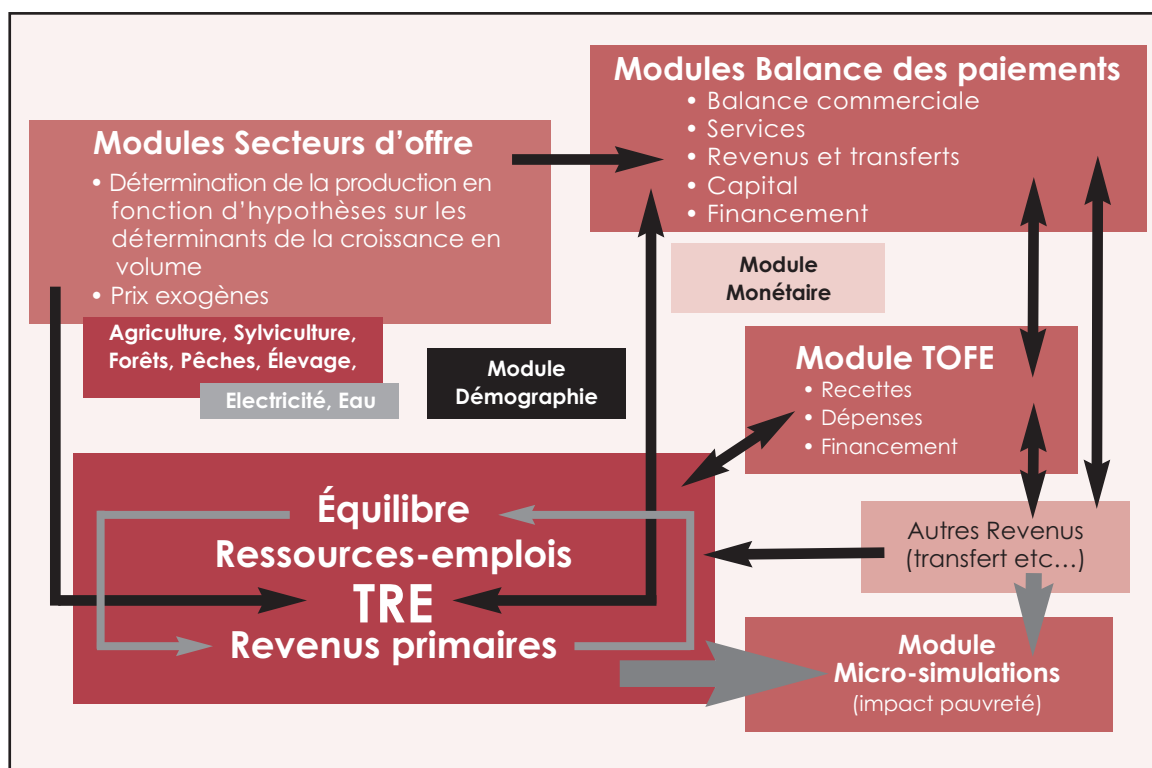 Modules Secteurs d’offre
• Détermination de la production en
fonction d’hypothèses sur les
déterminants de la croissance en
volume
• Prix exogènes
Agriculture, Sylviculture,
Forêts, Pêches, Élevage,
Electricité, Eau
Modules Balance des paiements
• Balance commerciale
• Services
• Revenus et transferts
• Capital
• Financement
Module
Monétaire
Module
Démographie
Module TOFE
• Recettes
• Dépenses
• Financement
Équilibre
Ressources-emplois
TRE
Revenus primaires
Autres Revenus
(transfert etc…)
Module
Micro-simulations
(impact pauvreté)